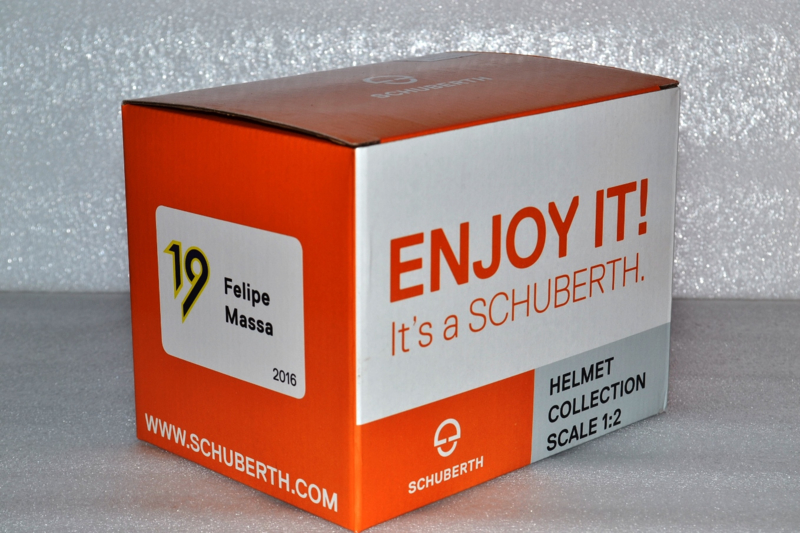 SCHUBERTH
19
Felipe
Massa
2016
WWW.SCHUBERTH.COM
ENJOY IT!
It's a SCHUBERTH.
SCHUBERTH
HELMET
COLLECTION
SCALE 1:2